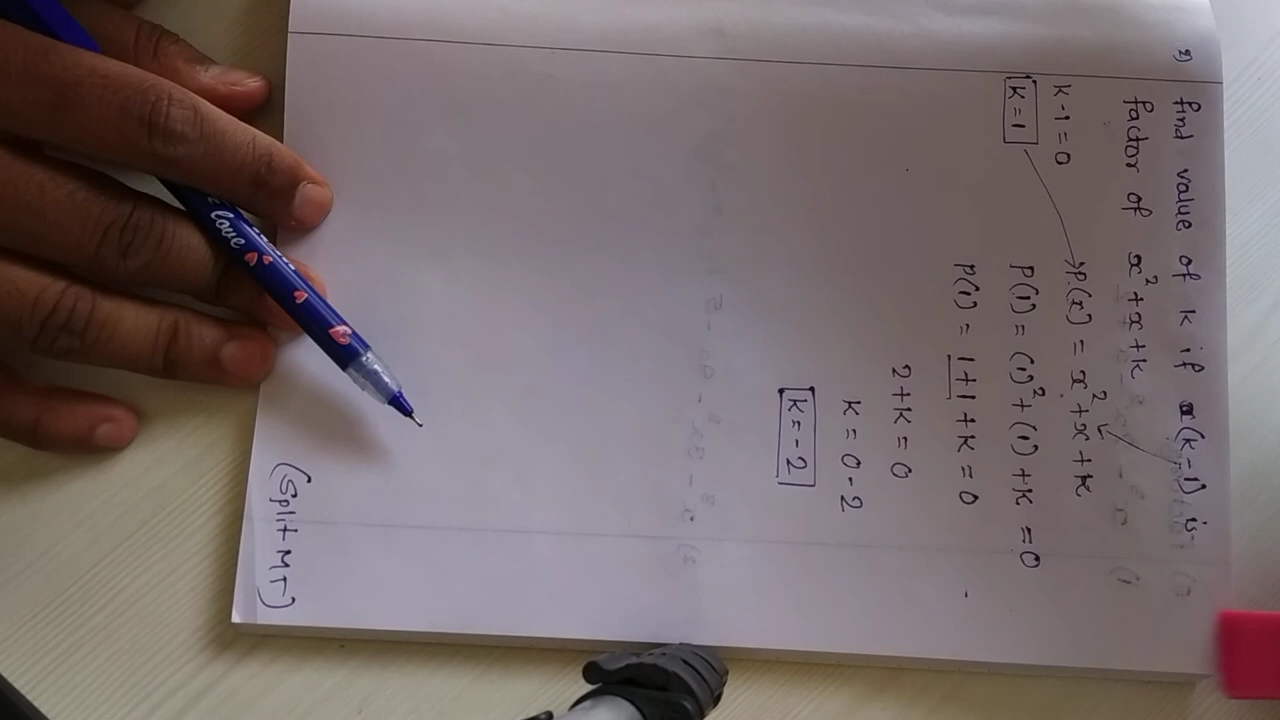 2) find value of k if x(k-1) is
factor of x²+x+k
k-1=0
k=1
P(x) = x²+x+k
P(1) = (1)²+(1)+k = 0
P(1) = 1+1+k = 0
2+k = 0
k = 0-2
k = -2
(Split MT)
love